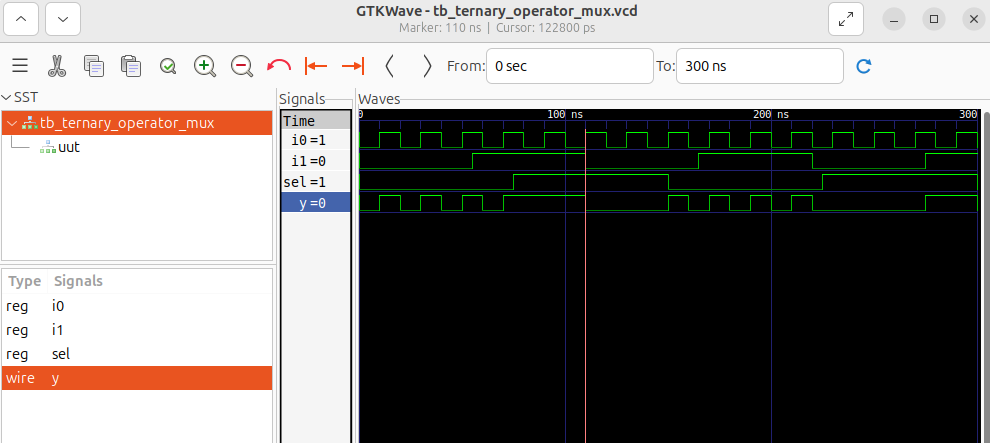 GTKWave - tb_ternary_operator_mux.vcd
Marker: 110 ns | Cursor: 122800 ps
From: 0 sec To: 300 ns
SST
tb_ternary_operator_mux
uut
Type Signals
reg i0
reg i1
reg sel
wire y
Signals
Time
i0=1
i1=0
sel=1
y=0
Waves
0 100 ns 200 ns 300